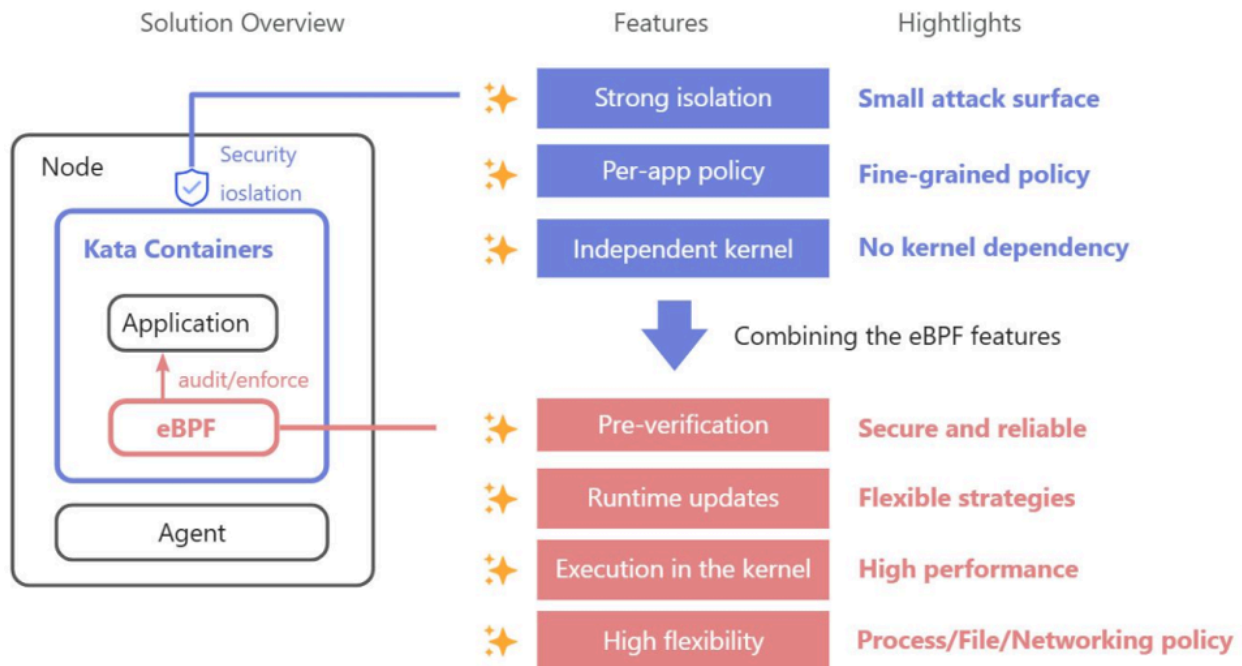 Solution Overview
Features
Hightlights
Node
Security
ioslation
Kata Containers
Application
audit/enforce
eBPF
Agent
Strong isolation
Small attack surface
Per-app policy
Fine-grained policy
Independent kernel
No kernel dependency
Combining the eBPF features
Pre-verification
Secure and reliable
Runtime updates
Flexible strategies
Execution in the kernel
High performance
High flexibility
Process/File/Networking policy